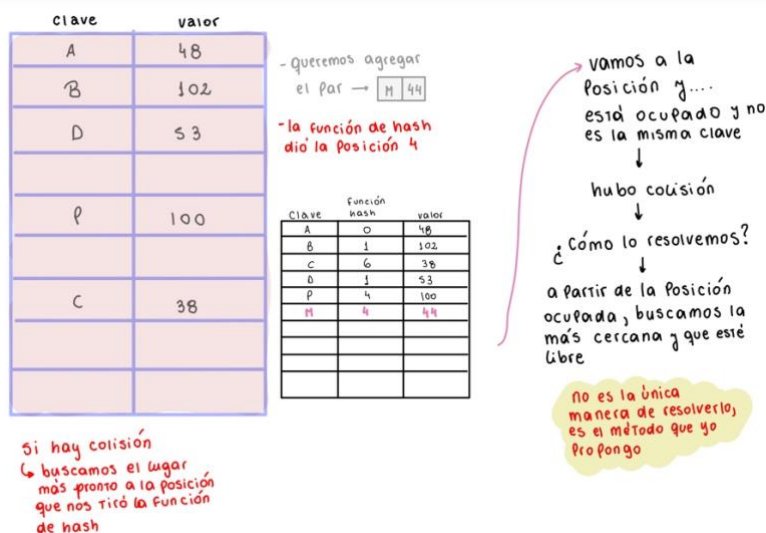 clave valor
A 48
B 102
D 53
P 100
C 38
- queremos agregar
el par → M 44
- la función de hash
dió la posición 4
Clave Función hash valor
A 0 48
B 1 102
C 6 38
D 1 53
P 4 100
M 4 44
vamos a la
posición y....
está ocupado y no
es la misma clave
↓
hubo colisión
↓
¿Cómo lo resolvemos?
↓
a partir de la posición
ocupada, buscamos la
más cercana y que esté
libre
no es la única
manera de resolverlo,
es el método que yo
propongo
Si hay colisión
↳ buscamos el lugar
más pronto a la posición
que nos tiró la función
de hash